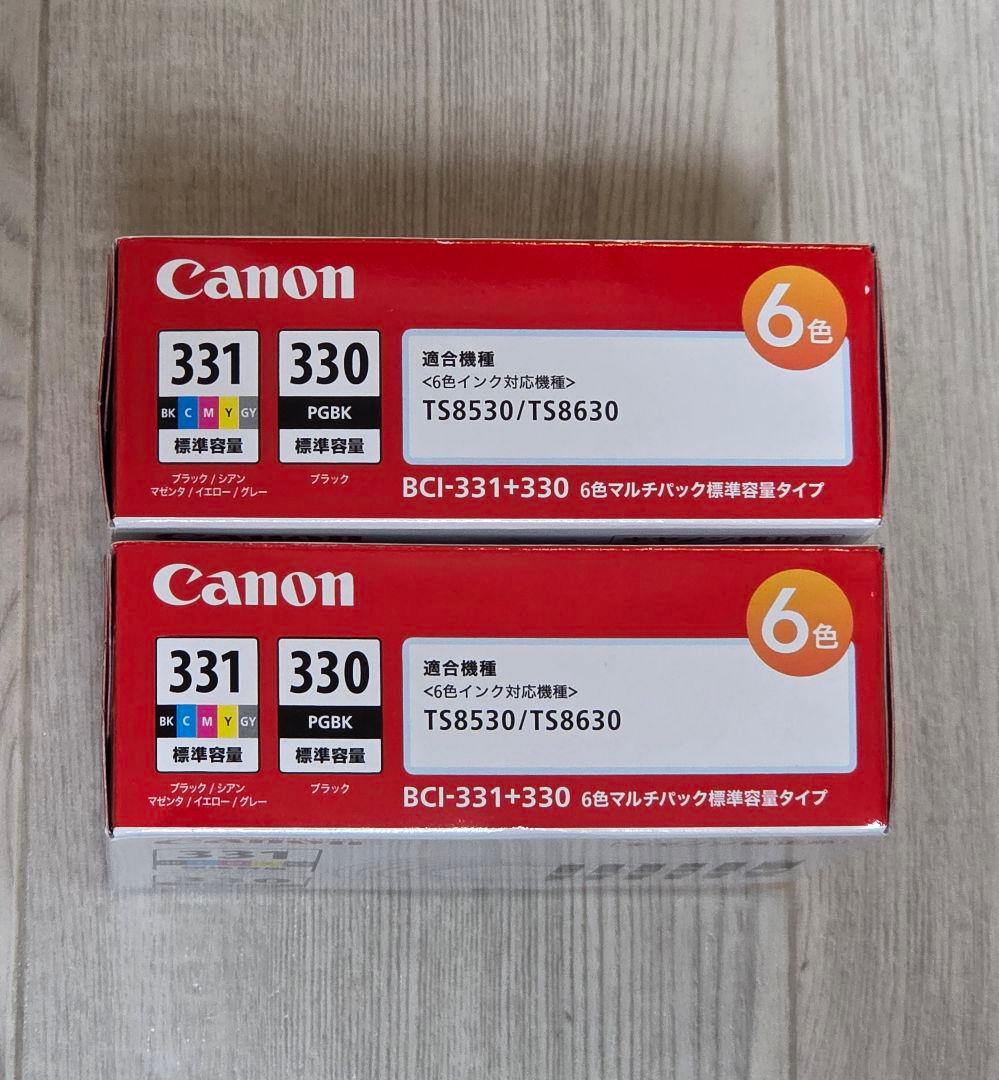 Canon
6色
331
BK C M Y GY
標準容量
ブラック / シアン
マゼンタ / イエロー / グレー
330
PGBK
標準容量
ブラック
適合機種
<6色インク対応機種>
TS8530/TS8630
BCI-331+330 6色マルチパック標準容量タイプ
Canon
6色
331
BK C M Y GY
標準容量
ブラック / シアン
マゼンタ / イエロー / グレー
330
PGBK
標準容量
ブラック
適合機種
<6色インク対応機種>
TS8530/TS8630
BCI-331+330 6色マルチパック標準容量タイプ
Canon
331